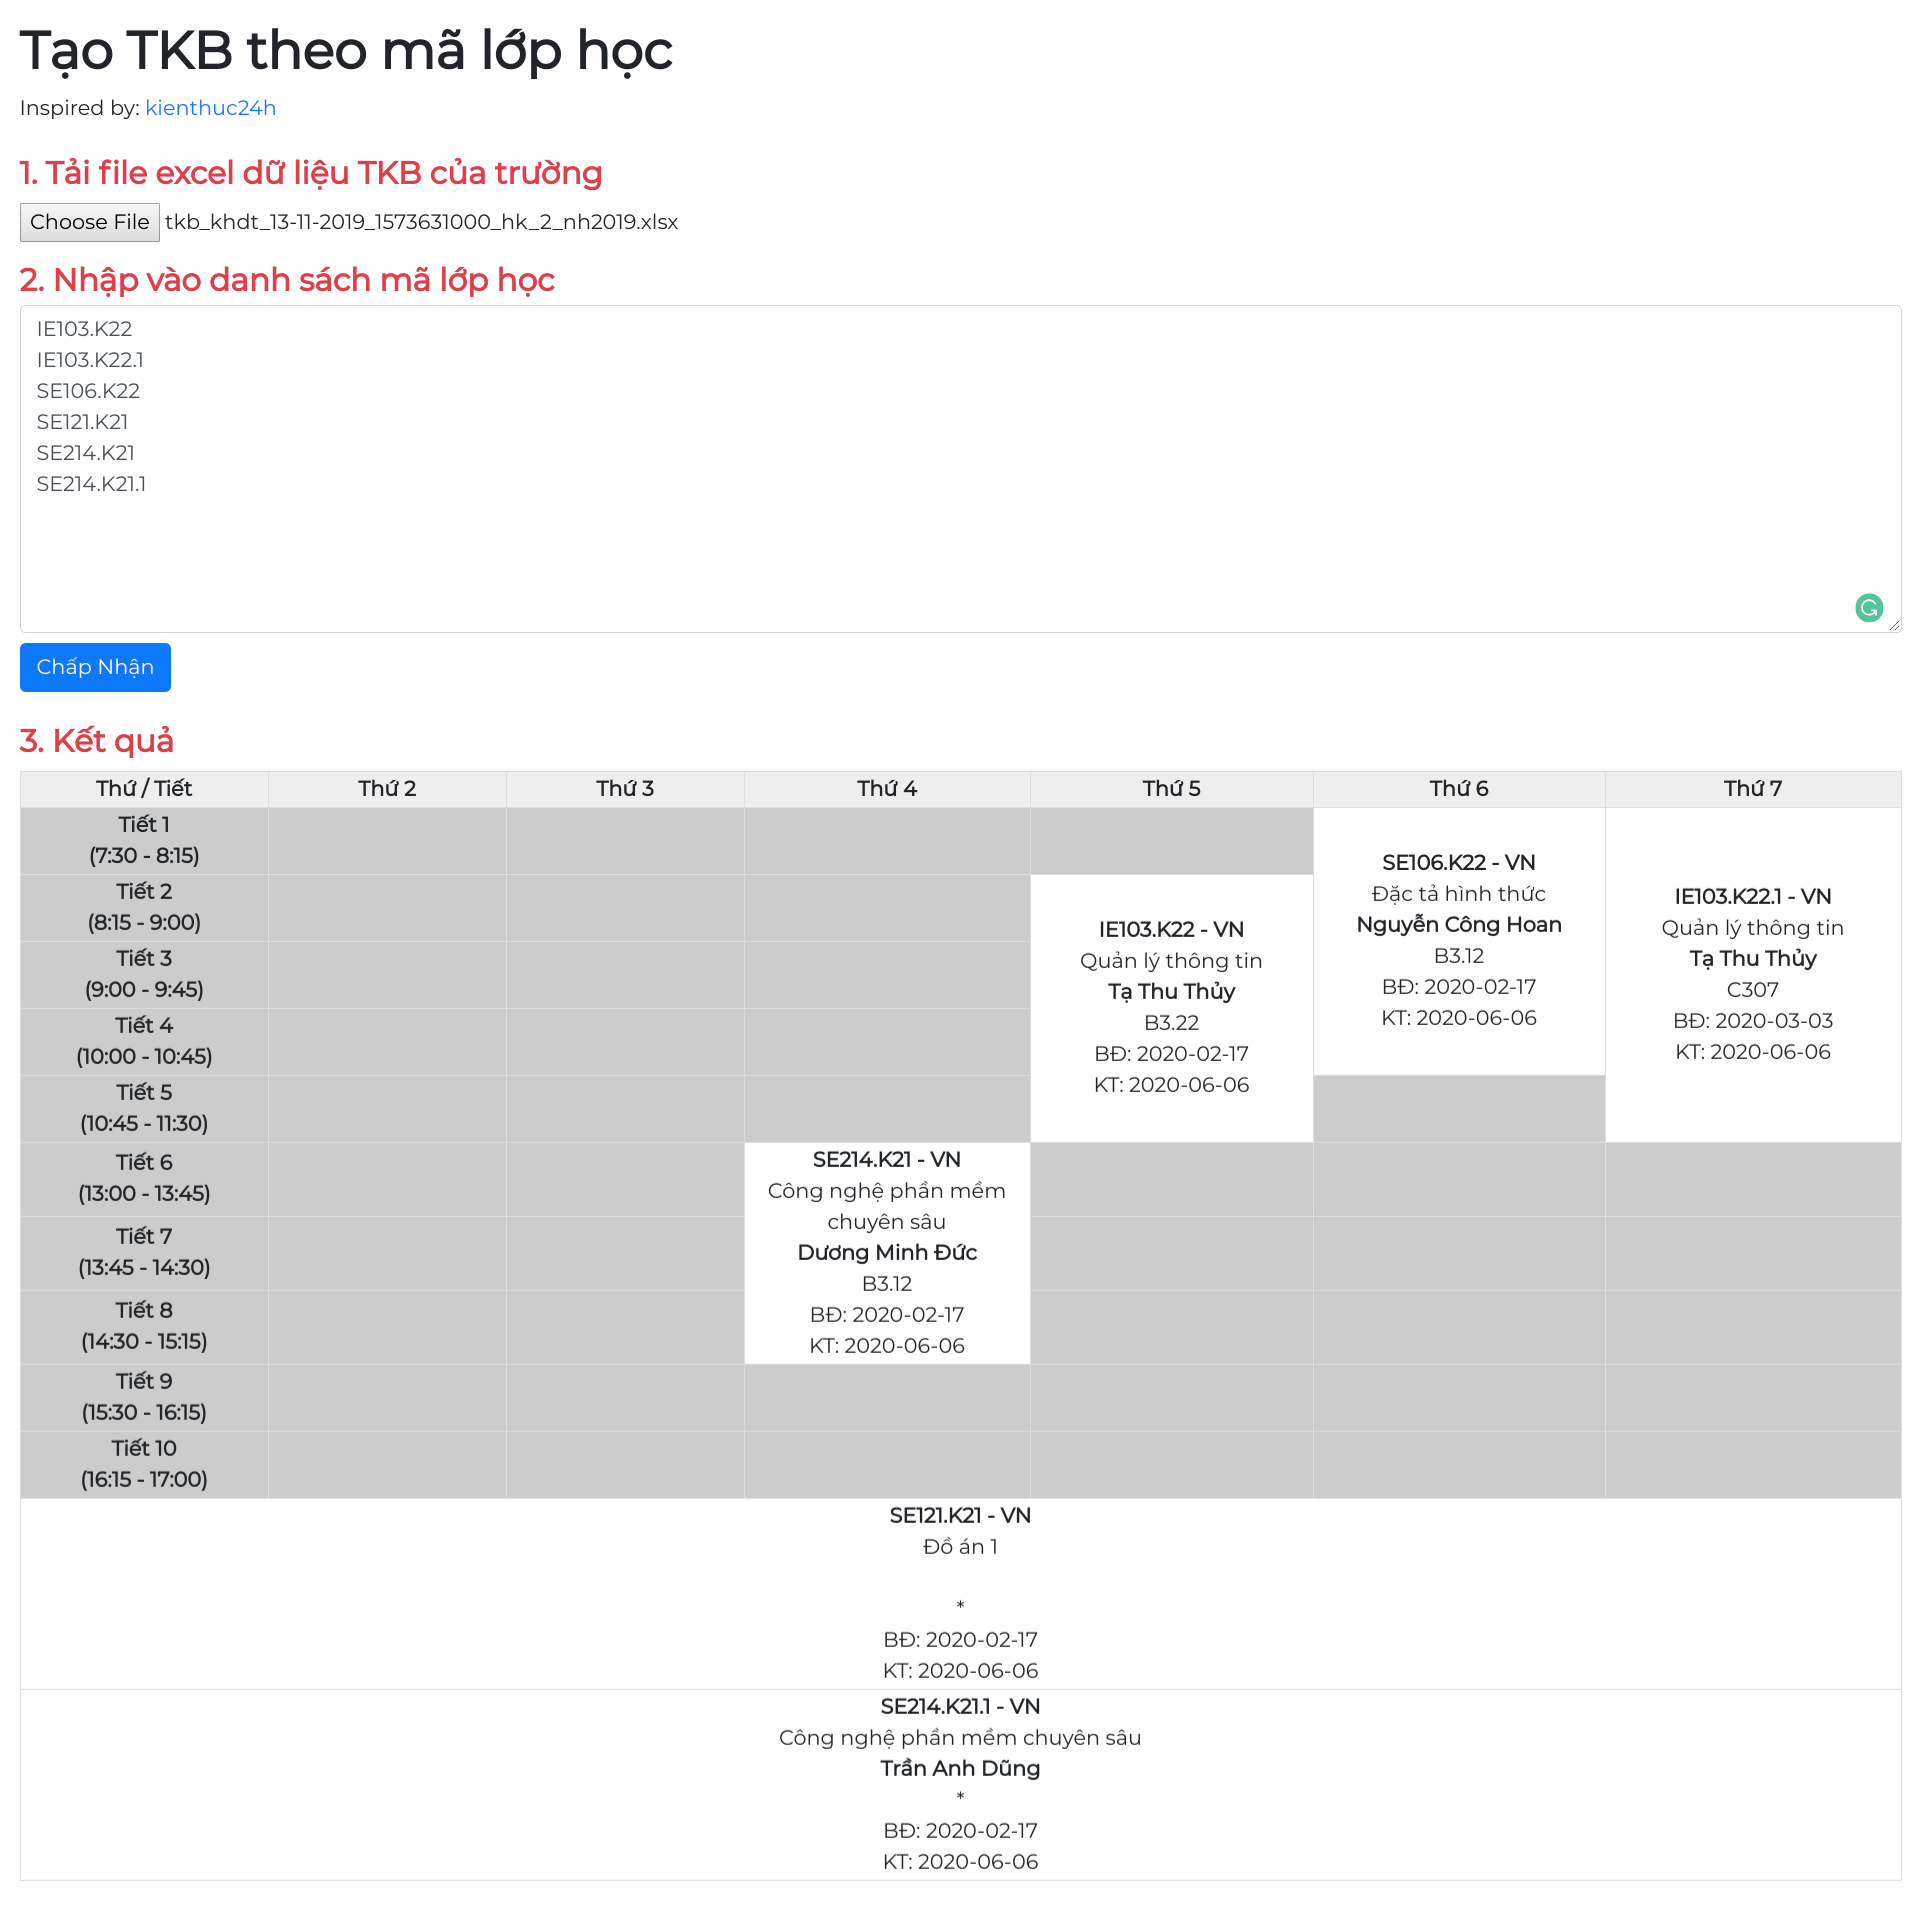 Tạo TKB theo mã lớp học
Inspired by: kienthuc24h
1. Tải file excel dữ liệu TKB của trường
Choose File tkb_khdt_13-11-2019_1573631000_hk_2_nh2019.xlsx
2. Nhập vào danh sách mã lớp học
IE103.K22
IE103.K22.1
SE106.K22
SE121.K21
SE214.K21
SE214.K21.1
Chấp Nhận
3. Kết quả
Thứ / Tiết Thứ 2 Thứ 3 Thứ 4 Thứ 5 Thứ 6 Thứ 7
Tiết 1
(7:30 - 8:15)
Tiết 2
(8:15 - 9:00)
Tiết 3
(9:00 - 9:45)
Tiết 4
(10:00 - 10:45)
Tiết 5
(10:45 - 11:30)
IE103.K22 - VN
Quản lý thông tin
Tạ Thu Thủy
B3.22
BĐ: 2020-02-17
KT: 2020-06-06
SE106.K22 - VN
Đặc tả hình thức
Nguyễn Công Hoan
B3.12
BĐ: 2020-02-17
KT: 2020-06-06
IE103.K22.1 - VN
Quản lý thông tin
Tạ Thu Thủy
C307
BĐ: 2020-03-03
KT: 2020-06-06
Tiết 6
(13:00 - 13:45)
Tiết 7
(13:45 - 14:30)
Tiết 8
(14:30 - 15:15)
SE214.K21 - VN
Công nghệ phần mềm
chuyên sâu
Dương Minh Đức
B3.12
BĐ: 2020-02-17
KT: 2020-06-06
Tiết 9
(15:30 - 16:15)
Tiết 10
(16:15 - 17:00)
SE121.K21 - VN
Đồ án 1
*
BĐ: 2020-02-17
KT: 2020-06-06
SE214.K21.1 - VN
Công nghệ phần mềm chuyên sâu
Trần Anh Dũng
*
BĐ: 2020-02-17
KT: 2020-06-06